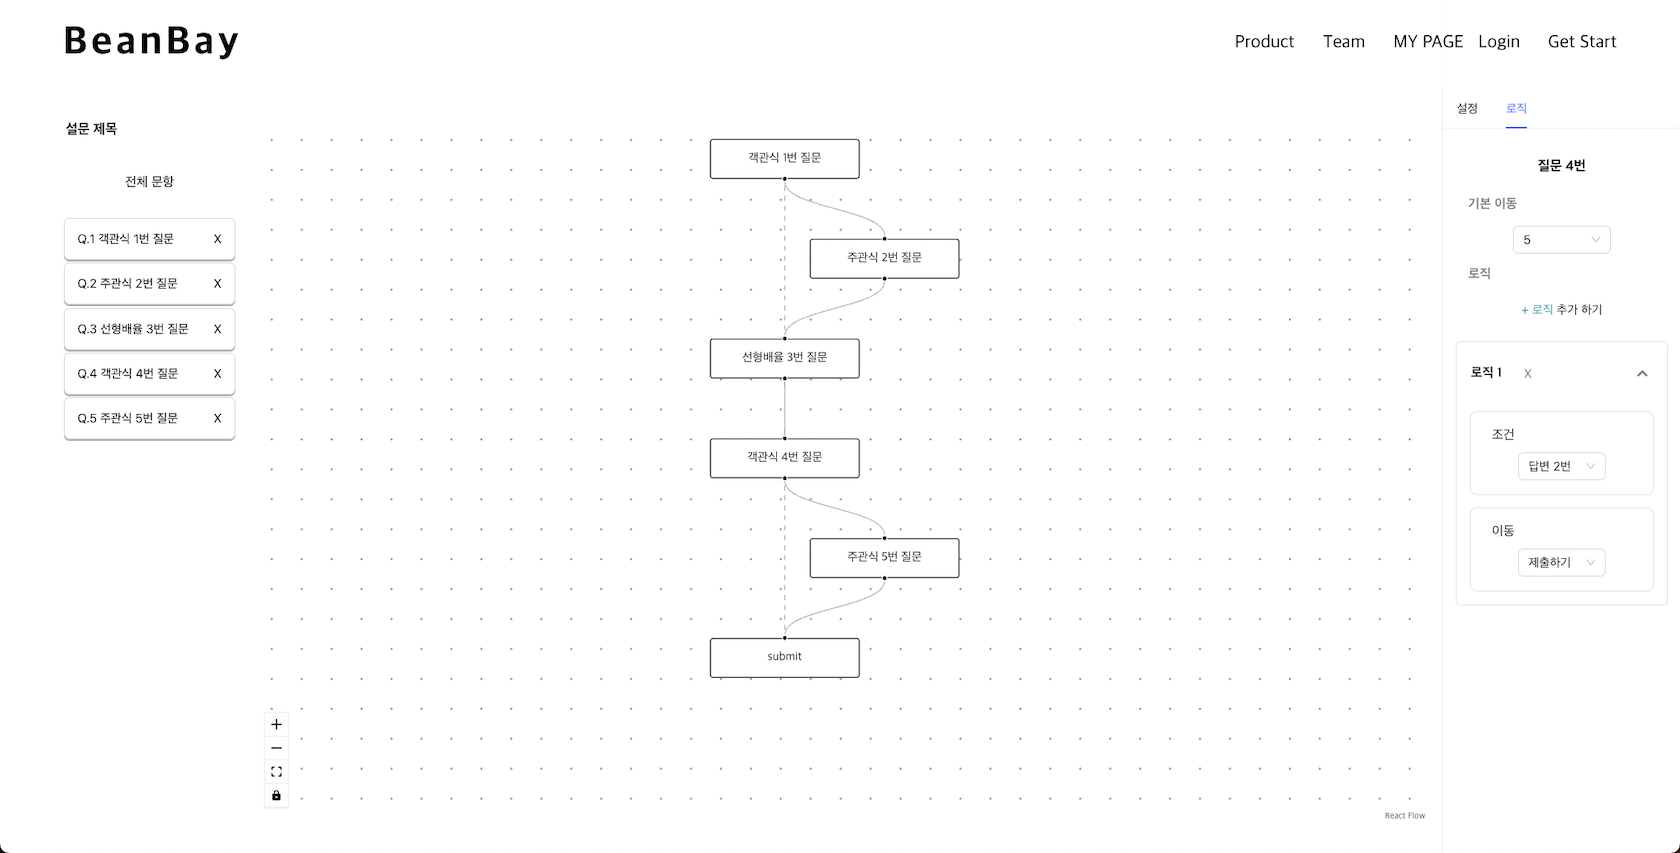 BeanBay
Product Team MY PAGE Login Get Start
설문 제목
전체 문항
Q.1 객관식 1번 질문 X
Q.2 주관식 2번 질문 X
Q.3 선형배율 3번 질문 X
Q.4 객관식 4번 질문 X
Q.5 주관식 5번 질문 X
객관식 1번 질문
주관식 2번 질문
선형배율 3번 질문
객관식 4번 질문
주관식 5번 질문
submit
React Flow
설정 로직
질문 4번
기본 이동
5
로직
+ 로직 추가 하기
로직 1 X
조건
답변 2번
이동
제출하기